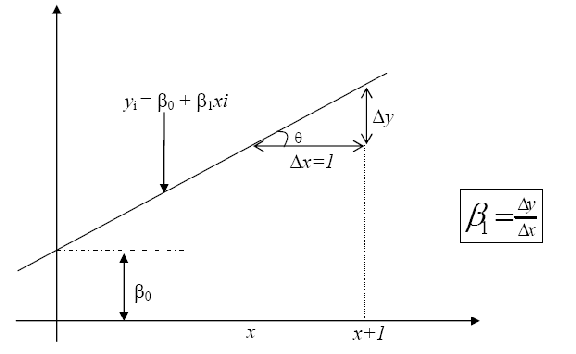 yi = β0 + β1xi
θ
Δy
Δx=1
β1 = Δy/Δx
β0
x
x+1